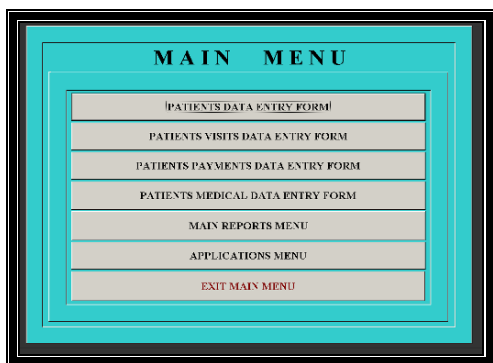 MAIN MENU
PATIENTS DATA ENTRY FORM
PATIENTS VISITS DATA ENTRY FORM
PATIENTS PAYMENTS DATA ENTRY FORM
PATIENTS MEDICAL DATA ENTRY FORM
MAIN REPORTS MENU
APPLICATIONS MENU
EXIT MAIN MENU